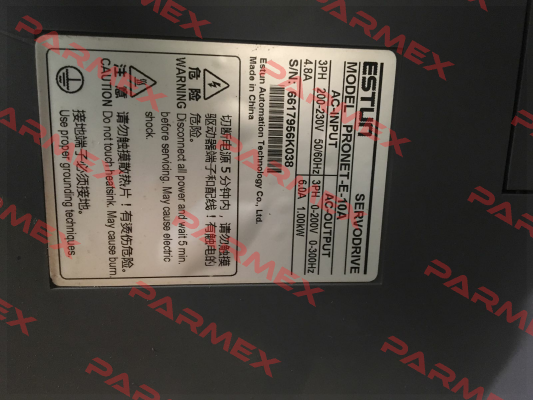 ESTUN SERVODRIVE
MODEL PRONET-E-10A
AC-INPUT AC-OUTPUT
3PH 200-230V 50/60Hz 3PH 0-200V 0-300Hz
4.8A 6.0A 1.00kW
S/N: 6617956K038
Estun Automation Technology Co., Ltd.
Made in China
危 险 切断电源 5 分钟内 请勿触摸
驱动器端子和配线！有触电的
危险。
WARNING Disconnect all power and wait 5 min.
before servicing. May cause electric
shock.
注 意 请勿触摸散热片！有烫伤危险。
CAUTION Do not touch heatsink. May cause burn.
接地端子必须接地。
Use proper grounding techniques.
PARMEX
PARMEX
PARMEX
PARMEX
PARMEX
PARMEX
PARMEX
PARMEX
PARMEX